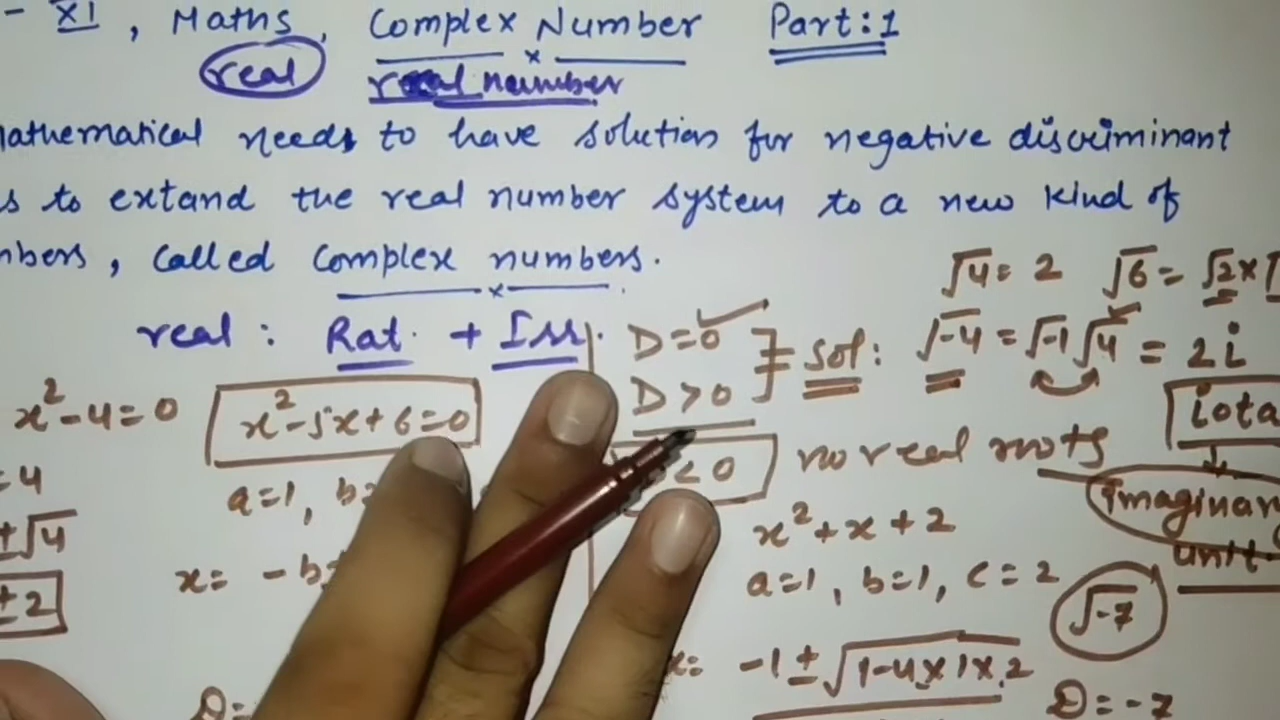 - XI, Maths, Complex Number Part:1
real real number
mathematical needs to have solution for negative discriminant
s to extand the real number system to a new kind of
nbers, called complex numbers.
√4 = 2 √6 = √2 ×
real: Rat. + Irr.
D = 0
D > 0
Sol:
√-4 = √-1 √4 = 2i
x² - 4 = 0
x² - 5x + 6 = 0
iota
= 4
< 0
no real roots
imaginar
unit
a = 1, b =
x² + x + 2
± √4
x = - b
a = 1, b = 1, c = 2
√-7
± 2
x = -1 ± √1 - 4 × 1 × 2
D =
D = -7